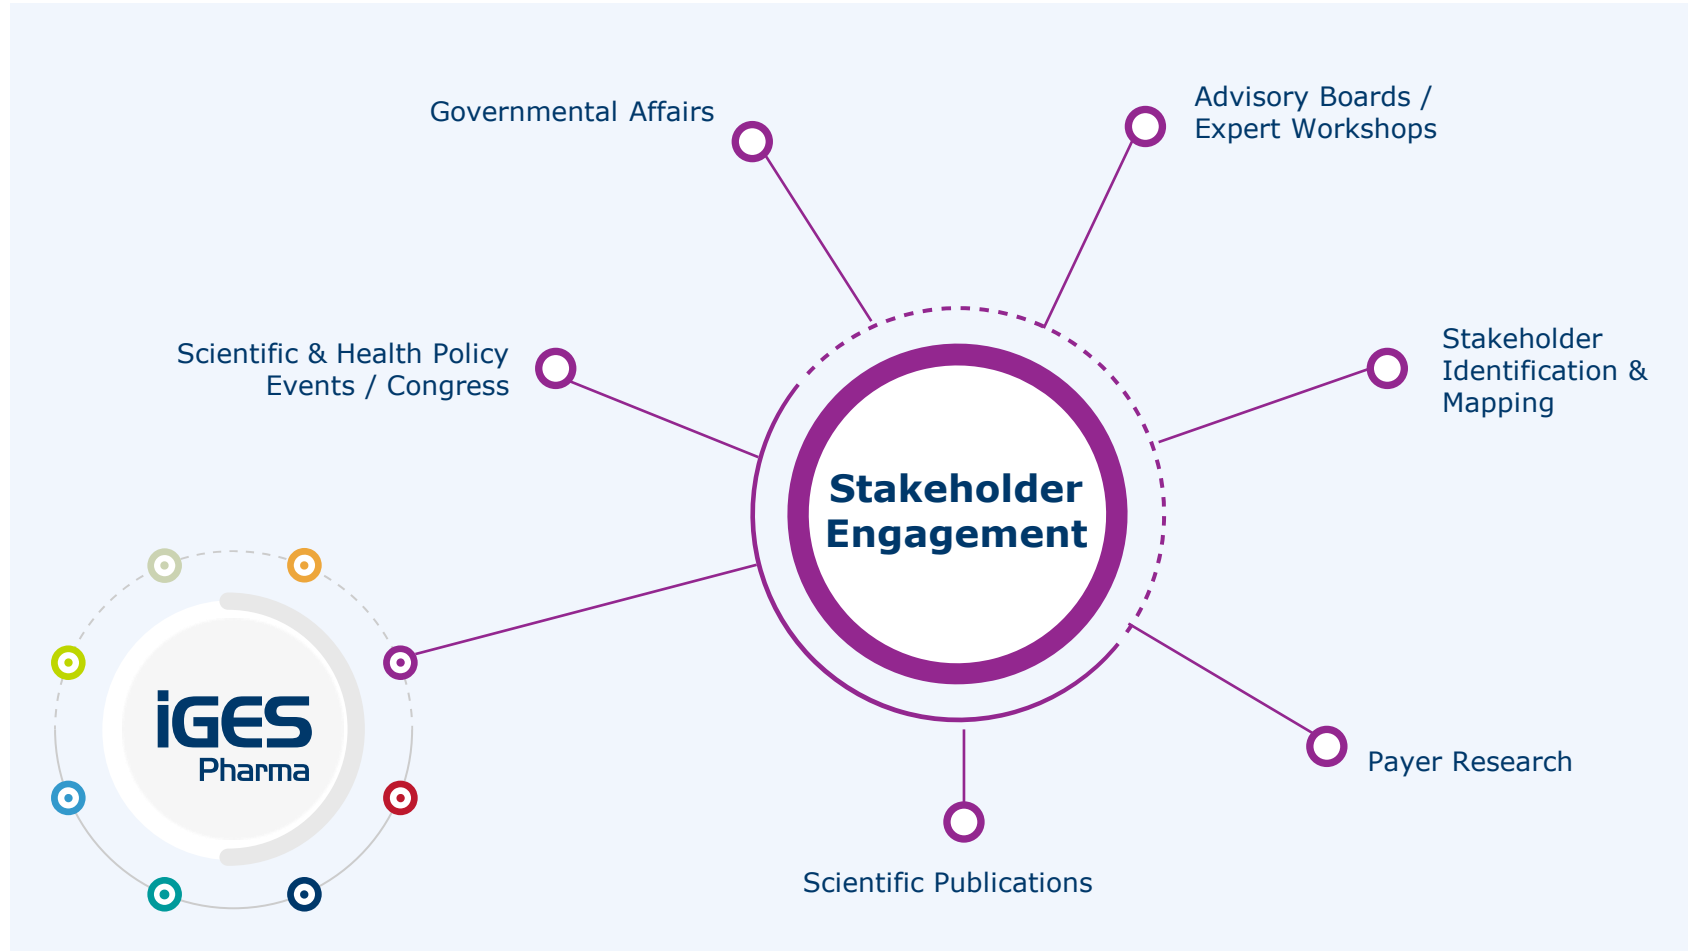 Governmental Affairs
Advisory Boards /
Expert Workshops
Scientific & Health Policy
Events / Congress
Stakeholder
Identification &
Mapping
Stakeholder
Engagement
iGES
Pharma
Payer Research
Scientific Publications